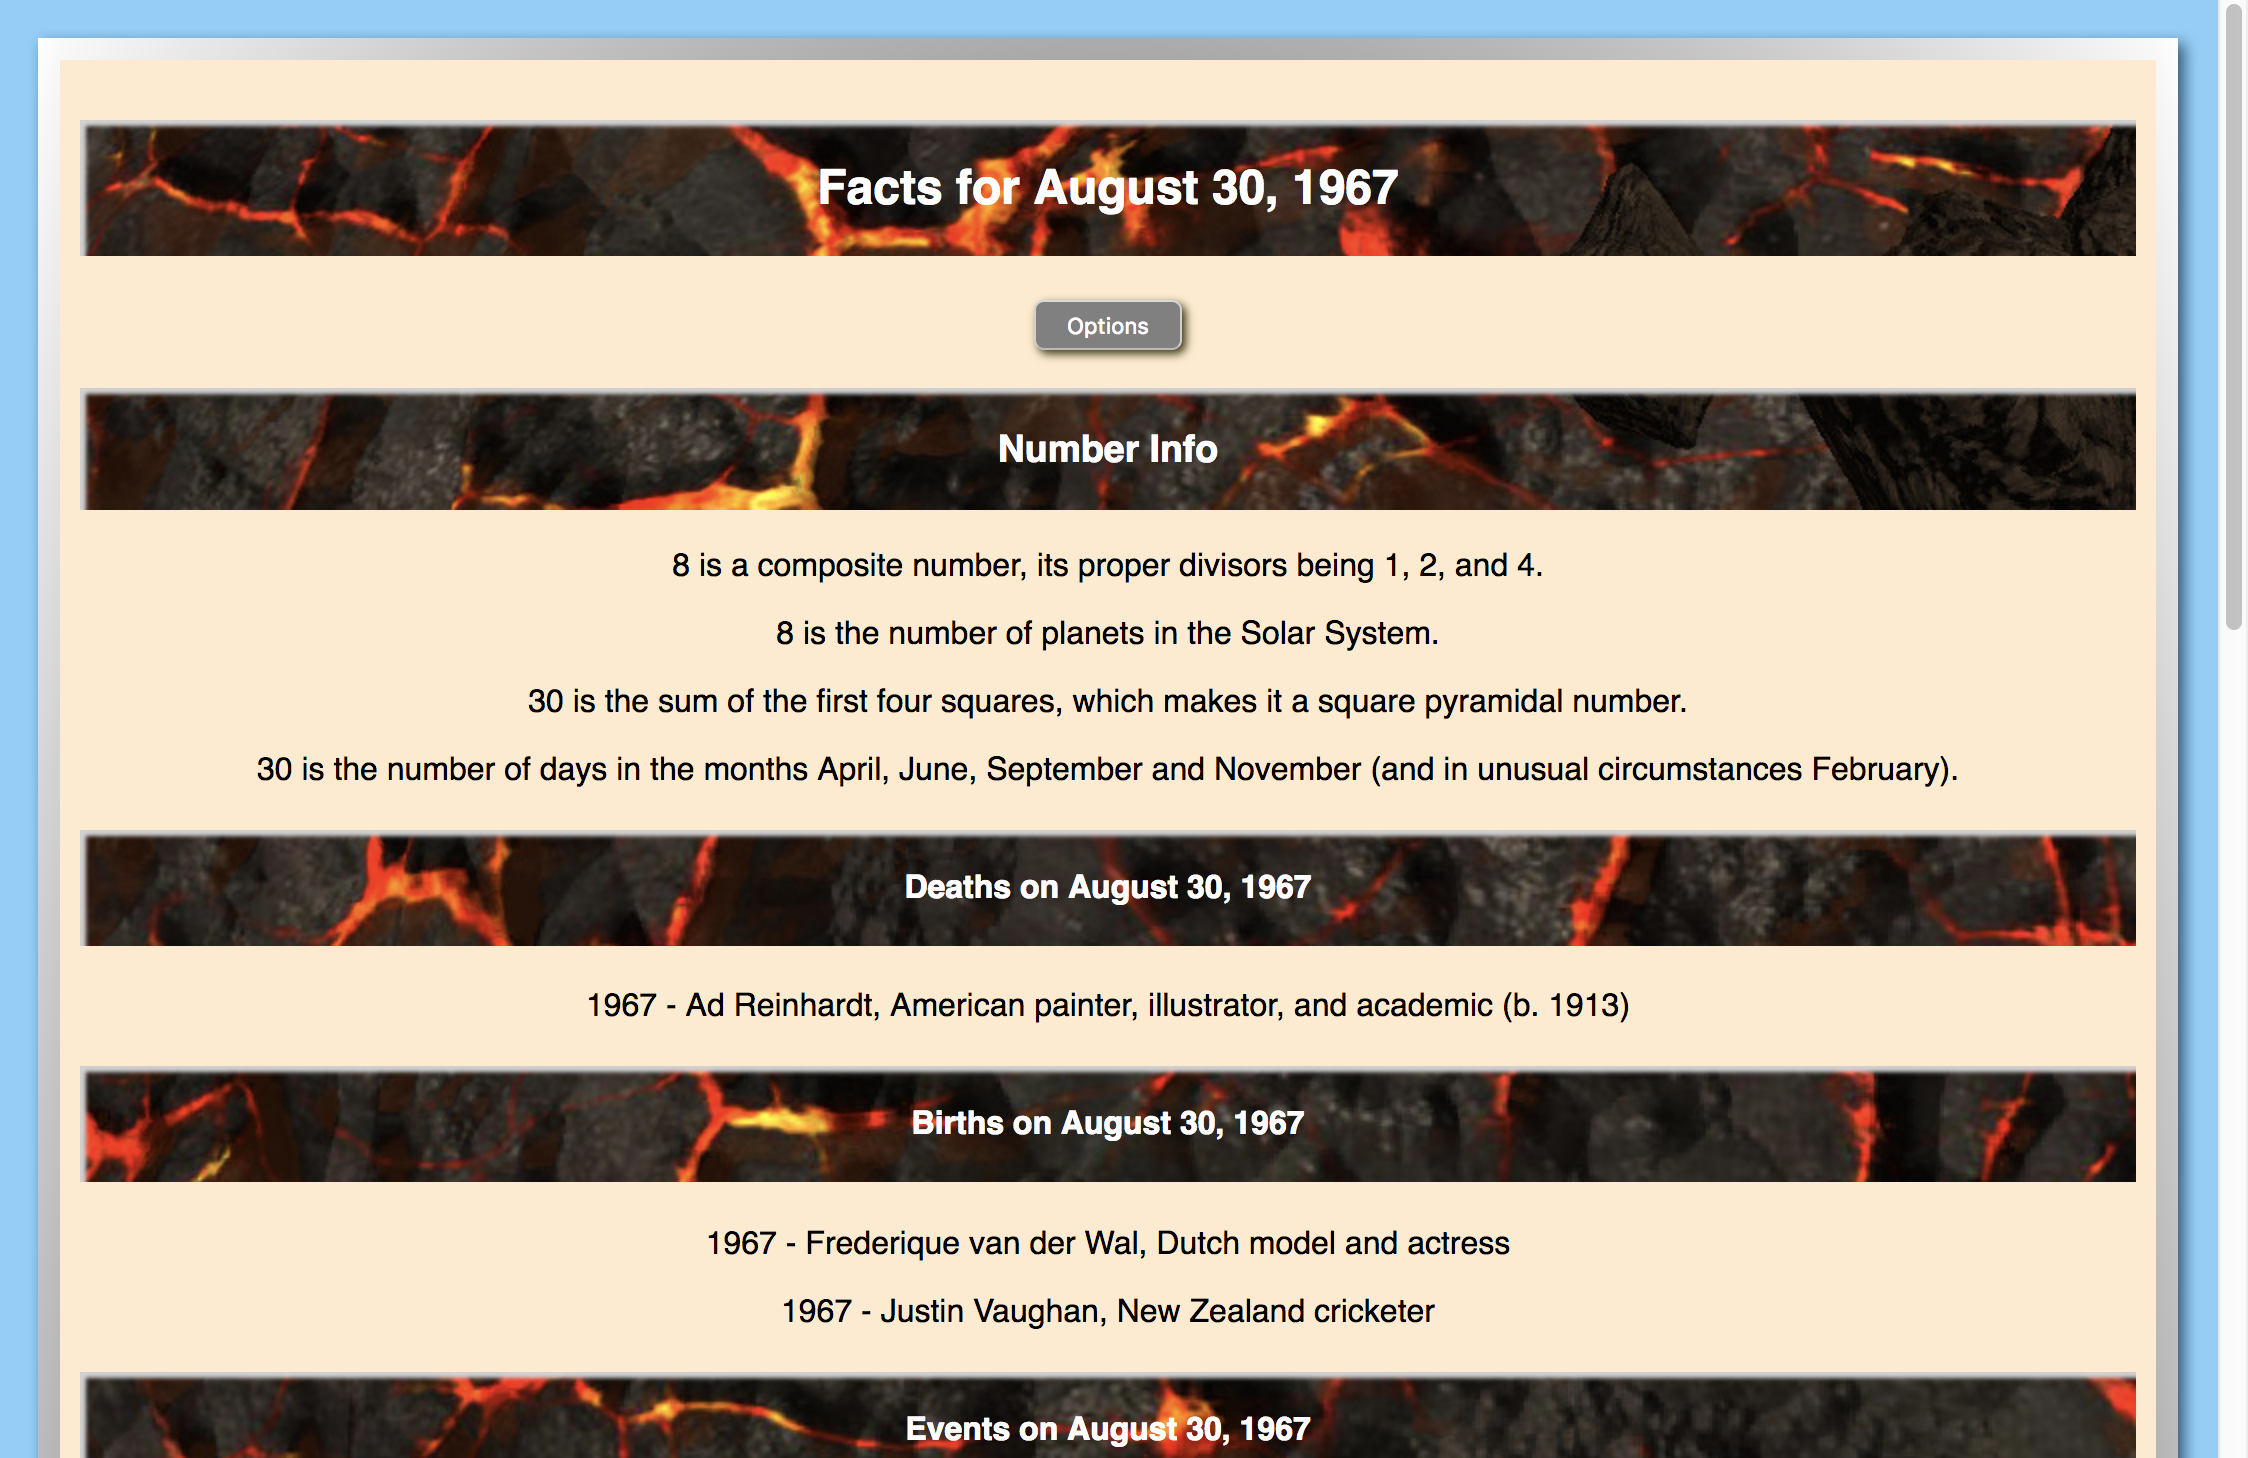 Facts for August 30, 1967
Options
Number Info
8 is a composite number, its proper divisors being 1, 2, and 4.
8 is the number of planets in the Solar System.
30 is the sum of the first four squares, which makes it a square pyramidal number.
30 is the number of days in the months April, June, September and November (and in unusual circumstances February).
Deaths on August 30, 1967
1967 - Ad Reinhardt, American painter, illustrator, and academic (b. 1913)
Births on August 30, 1967
1967 - Frederique van der Wal, Dutch model and actress
1967 - Justin Vaughan, New Zealand cricketer
Events on August 30, 1967